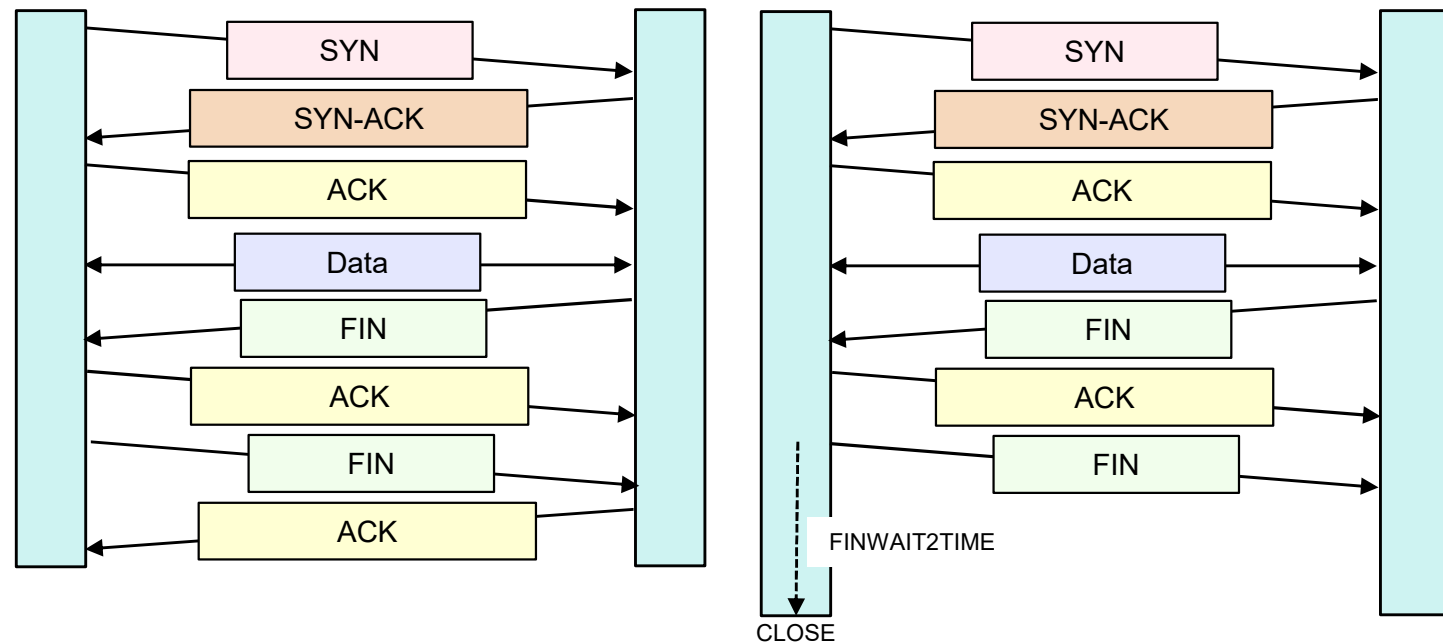 SYN
SYN-ACK
ACK
Data
FIN
ACK
FIN
ACK
SYN
SYN-ACK
ACK
Data
FIN
ACK
FIN
FINWAIT2TIME
CLOSE